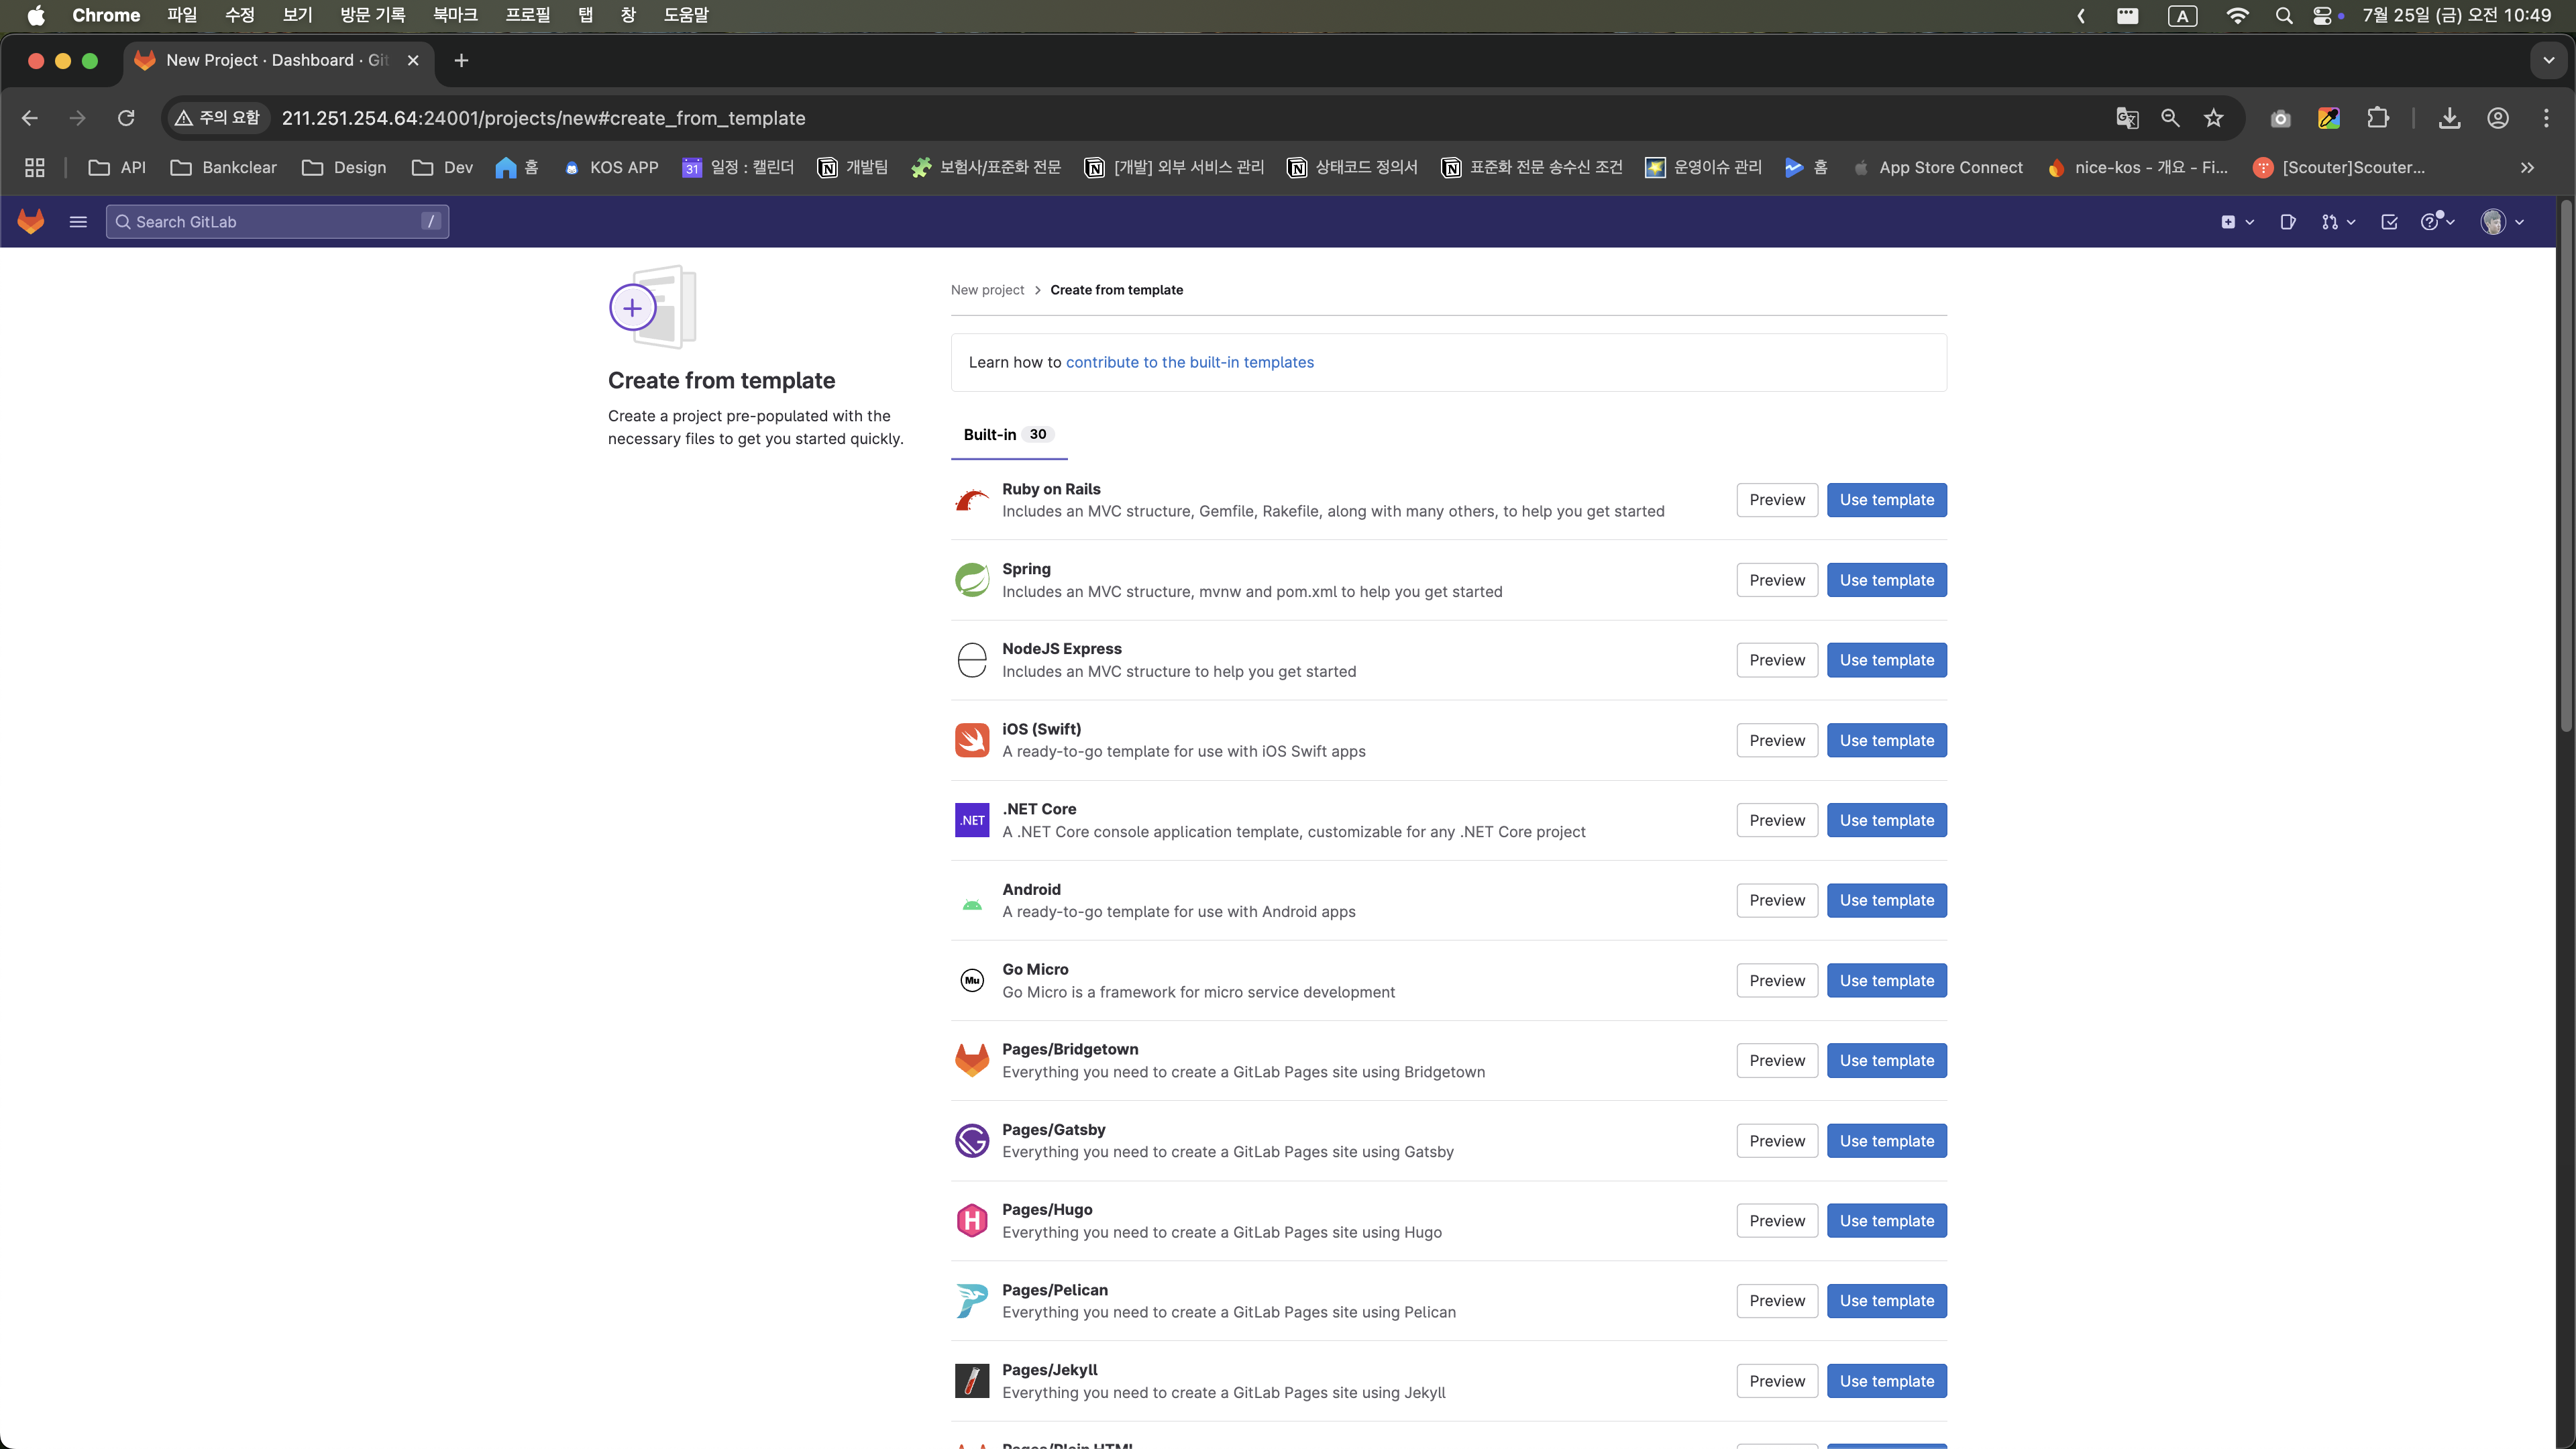 Chrome 파일 수정 보기 방문 기록 북마크 프로필 탭 창 도움말 A 7월 25일 (금) 오전 10:49
New Project · Dashboard · Git
주의 요함 211.251.254.64:24001/projects/new#create_from_template
API Bankclear Design Dev 홈 KOS APP 31 일정 : 캘린더 개발팀 보험사/표준화 전문 [개발] 외부 서비스 관리 상태코드 정의서 표준화 전문 송수신 조건 운영이슈 관리 홈 App Store Connect nice-kos - 개요 - Fi... [Scouter]Scouter...
Search GitLab /
New project > Create from template
Learn how to contribute to the built-in templates
Create from template
Create a project pre-populated with the
necessary files to get you started quickly.
Built-in 30
Ruby on Rails
Includes an MVC structure, Gemfile, Rakefile, along with many others, to help you get started
Preview Use template
Spring
Includes an MVC structure, mvnw and pom.xml to help you get started
Preview Use template
NodeJS Express
Includes an MVC structure to help you get started
Preview Use template
iOS (Swift)
A ready-to-go template for use with iOS Swift apps
Preview Use template
.NET
.NET Core
A .NET Core console application template, customizable for any .NET Core project
Preview Use template
Android
A ready-to-go template for use with Android apps
Preview Use template
Mu
Go Micro
Go Micro is a framework for micro service development
Preview Use template
Pages/Bridgetown
Everything you need to create a GitLab Pages site using Bridgetown
Preview Use template
Pages/Gatsby
Everything you need to create a GitLab Pages site using Gatsby
Preview Use template
Pages/Hugo
Everything you need to create a GitLab Pages site using Hugo
Preview Use template
Pages/Pelican
Everything you need to create a GitLab Pages site using Pelican
Preview Use template
Pages/Jekyll
Everything you need to create a GitLab Pages site using Jekyll
Preview Use template
Pages/Plain HTML